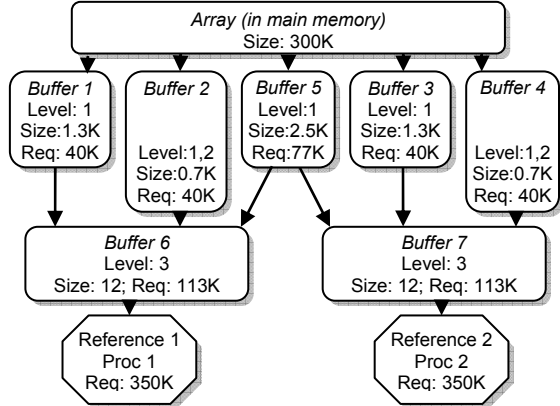 Array (in main memory)
Size: 300K
Buffer 1
Level: 1
Size:1.3K
Req: 40K
Buffer 2
Level:1,2
Size:0.7K
Req: 40K
Buffer 5
Level:1
Size:2.5K
Req:77K
Buffer 3
Level: 1
Size:1.3K
Req: 40K
Buffer 4
Level:1,2
Size:0.7K
Req: 40K
Buffer 6
Level: 3
Size: 12; Req: 113K
Buffer 7
Level: 3
Size: 12; Req: 113K
Reference 1
Proc 1
Req: 350K
Reference 2
Proc 2
Req: 350K